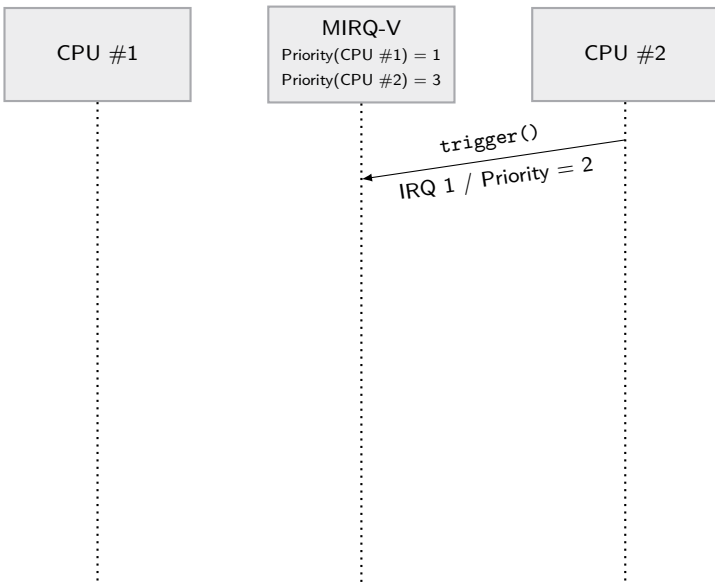 CPU #1
MIRQ-V
Priority(CPU #1) = 1
Priority(CPU #2) = 3
CPU #2
trigger()
IRQ 1 / Priority = 2